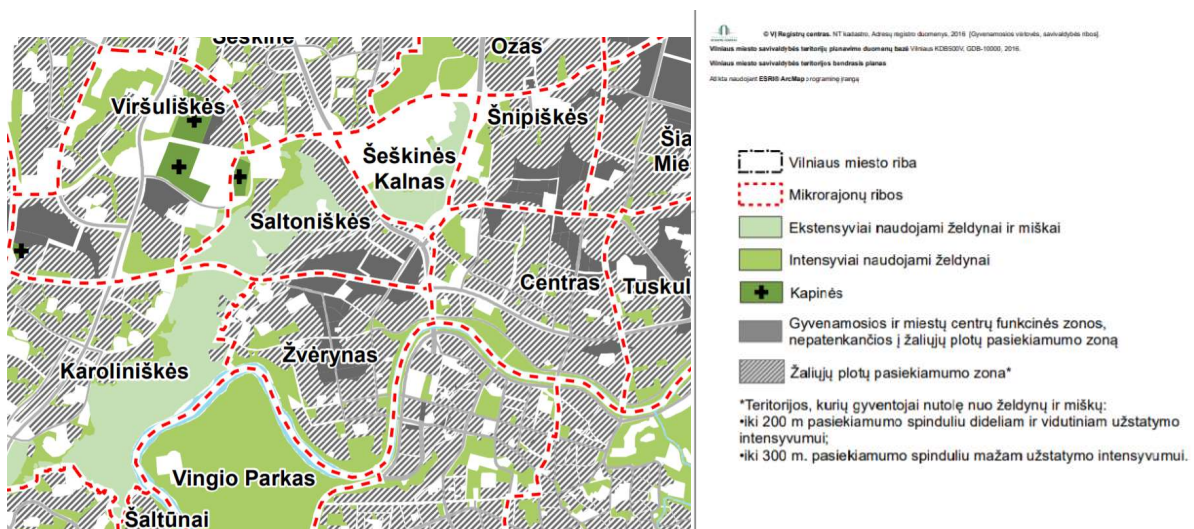 Šeškinė
Ozas
Viršuliškės
Šnipiškės
Šia
Mie
Šeškinės
Kalnas
Saltoniškės
Centras
Tuskul
Žvėrynas
Karoliniškės
Vingio Parkas
Šaltūnai
© VĮ Registrų centras. NT kadastro, Adresų registro duomenys, 2016 [Gyvenamosios vietovės, savivaldybės ribos].
Vilniaus miesto savivaldybės teritorijų planavimo duomenų bazė Vilniaus KDB500V, GDB-10000, 2016.
Vilniaus miesto savivaldybės teritorijos bendrasis planas
Atlikta naudojant ESRI® ArcMap programinę įrangą
Vilniaus miesto riba
Mikrorajonų ribos
Ekstensyviai naudojami želdynai ir miškai
Intensyviai naudojami želdynai
Kapinės
Gyvenamosios ir miestų centrų funkcinės zonos,
nepatenkančios į žaliųjų plotų pasiekiamumo zoną
Žaliųjų plotų pasiekiamumo zona*
*Teritorijos, kurių gyventojai nutolę nuo želdynų ir miškų:
•iki 200 m pasiekiamumo spinduliu dideliam ir vidutiniam užstatymo
intensyvumui;
•iki 300 m. pasiekiamumo spinduliu mažam užstatymo intensyvumui.